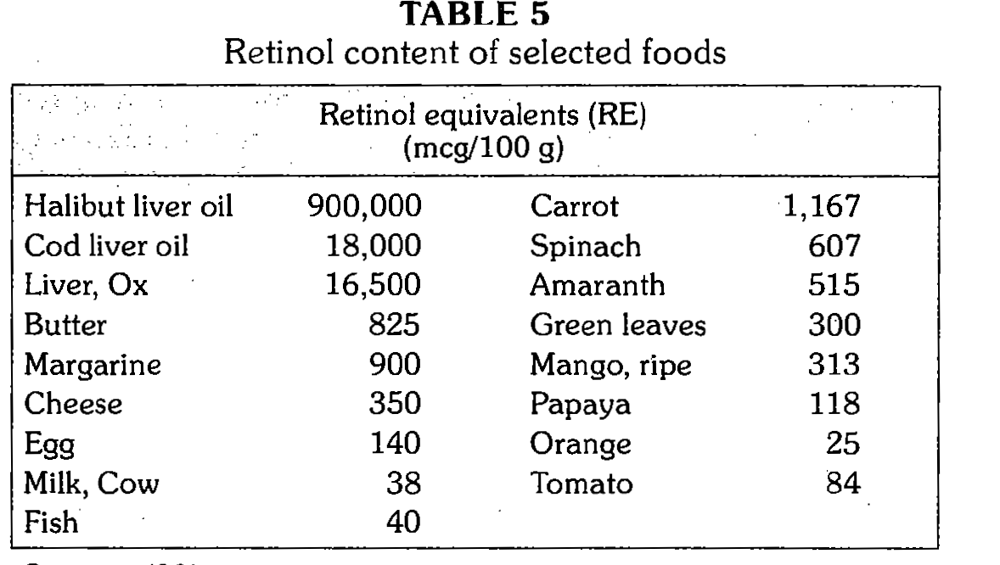 TABLE 5
Retinol content of selected foods
Retinol equivalents (RE)
(mcg/100 g)
Halibut liver oil 900,000 Carrot 1,167
Cod liver oil 18,000 Spinach 607
Liver, Ox 16,500 Amaranth 515
Butter 825 Green leaves 300
Margarine 900 Mango, ripe 313
Cheese 350 Papaya 118
Egg 140 Orange 25
Milk, Cow 38 Tomato 84
Fish 40